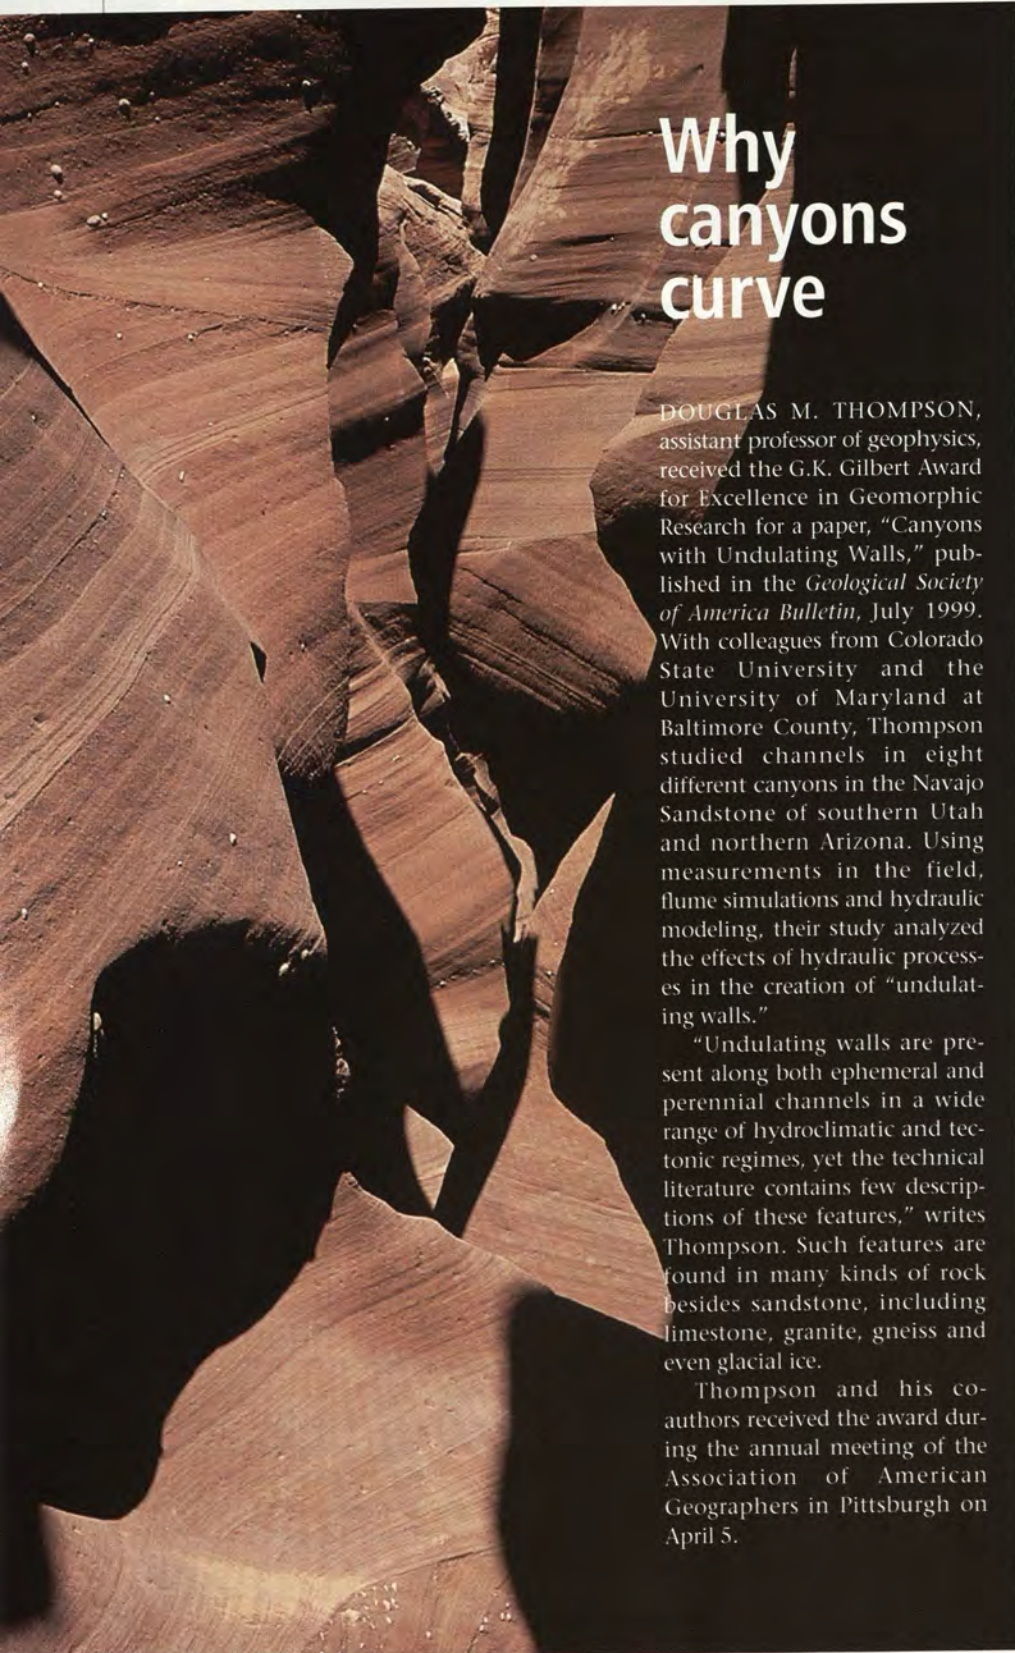 Why
canyons
curve
DOUGLAS M. THOMPSON,
assistant professor of geophysics,
received the G.K. Gilbert Award
for Excellence in Geomorphic
Research for a paper, “Canyons
with Undulating Walls,” pub-
lished in the Geological Society
of America Bulletin, July 1999.
With colleagues from Colorado
State University and the
University of Maryland at
Baltimore County, Thompson
studied channels in eight
different canyons in the Navajo
Sandstone of southern Utah
and northern Arizona. Using
measurements in the field,
flume simulations and hydraulic
modeling, their study analyzed
the effects of hydraulic process-
es in the creation of “undulat-
ing walls.”
“Undulating walls are pre-
sent along both ephemeral and
perennial channels in a wide
range of hydroclimatic and tec-
tonic regimes, yet the technical
literature contains few descrip-
tions of these features,” writes
Thompson. Such features are
found in many kinds of rock
besides sandstone, including
limestone, granite, gneiss and
even glacial ice.
Thompson and his co-
authors received the award dur-
ing the annual meeting of the
Association of American
Geographers in Pittsburgh on
April 5.